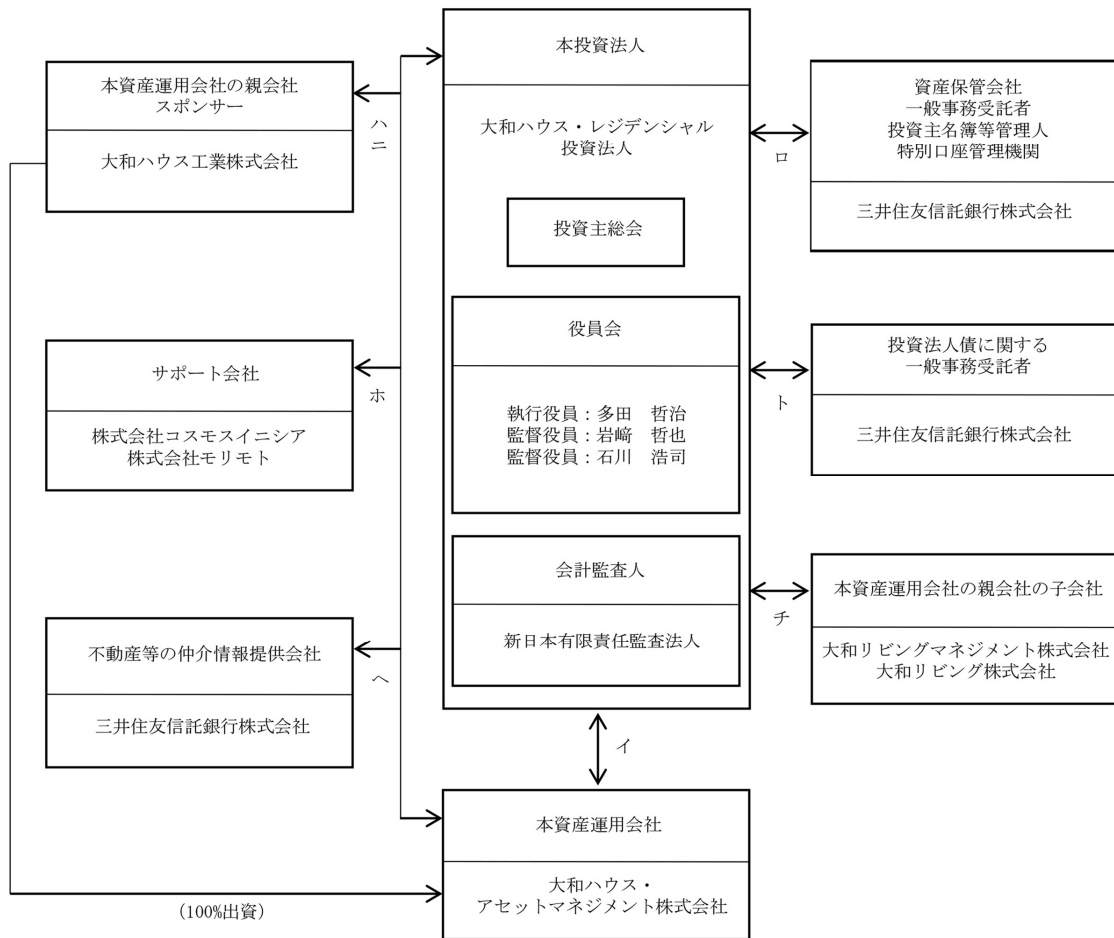 本投資法人
大和ハウス・レジデンシャル
投資法人
投資主総会
役員会
執行役員：多田　哲治
監督役員：岩﨑　哲也
監督役員：石川　浩司
会計監査人
新日本有限責任監査法人
本資産運用会社の親会社
スポンサー
大和ハウス工業株式会社
ハ
ニ
サポート会社
株式会社コスモスイニシア
株式会社モリモト
ホ
不動産等の仲介情報提供会社
三井住友信託銀行株式会社
ヘ
資産保管会社
一般事務受託者
投資主名簿等管理人
特別口座管理機関
三井住友信託銀行株式会社
ロ
投資法人債に関する
一般事務受託者
三井住友信託銀行株式会社
ト
本資産運用会社の親会社の子会社
大和リビングマネジメント株式会社
大和リビング株式会社
チ
イ
本資産運用会社
大和ハウス・
アセットマネジメント株式会社
(100%出資)